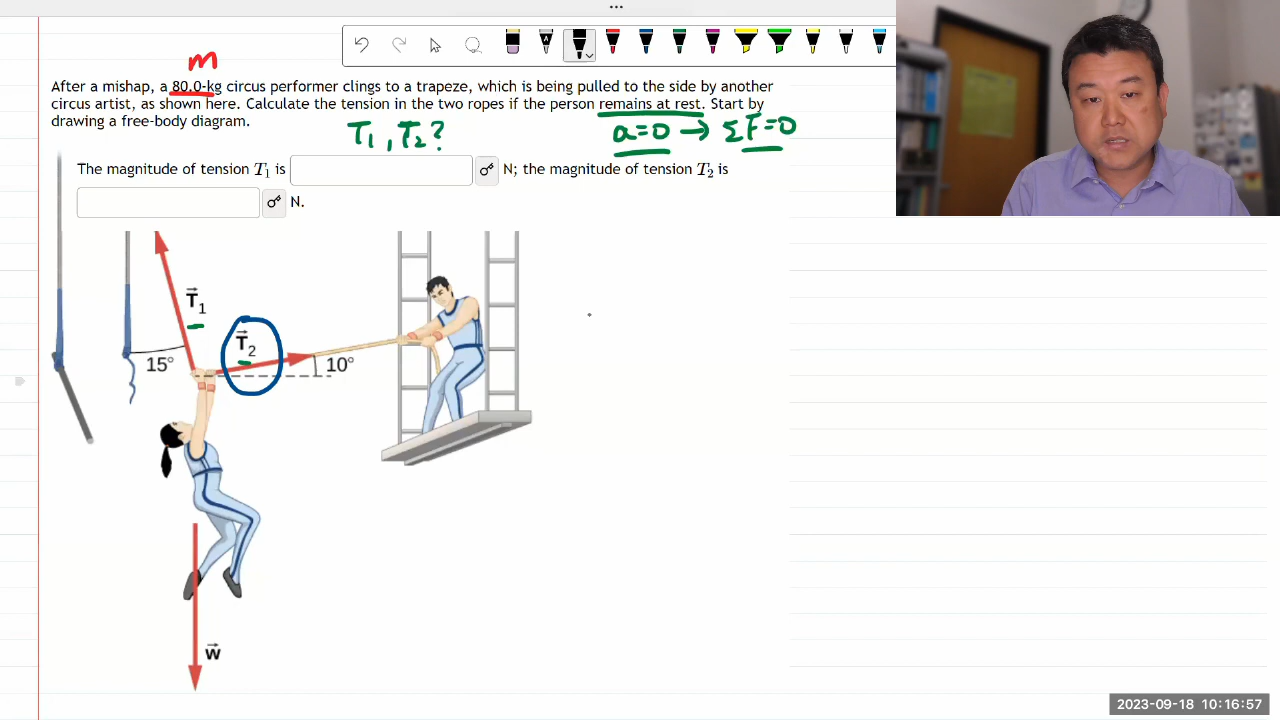 m
After a mishap, a 80.0-kg circus performer clings to a trapeze, which is being pulled to the side by another
circus artist, as shown here. Calculate the tension in the two ropes if the person remains at rest. Start by
drawing a free-body diagram.
T1, T2? a=0 → ΣF=0
The magnitude of tension T1 is N; the magnitude of tension T2 is
N.
T1
T2
15°
10°
w
2023-09-18 10:16:57